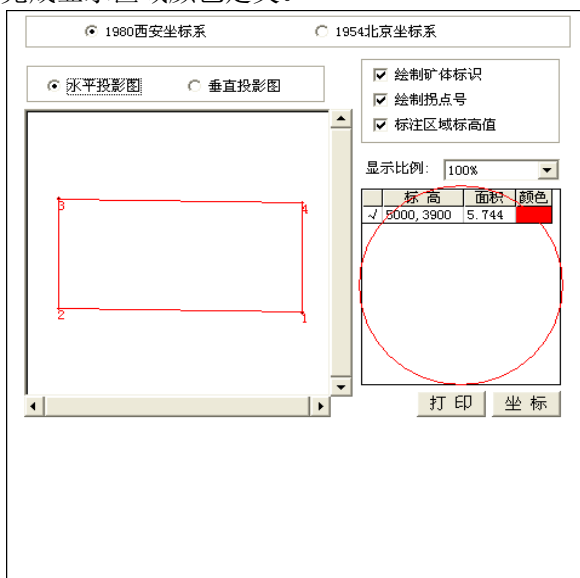 1980西安坐标系 1954北京坐标系
水平投影图 垂直投影图
绘制矿体标识
绘制拐点号
标注区域标高值
显示比例: 100%
标 高 面积 颜色
√ 5000,3900 5.744
3 4
2 1
打 印 坐 标